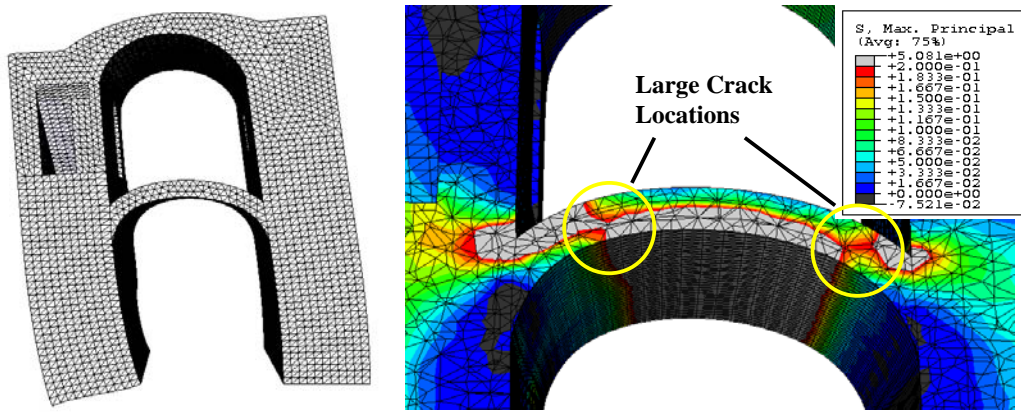 Large Crack
Locations
S, Max. Principal
(Avg: 75%)
+5.081e+00
+2.000e-01
+1.833e-01
+1.667e-01
+1.500e-01
+1.333e-01
+1.167e-01
+1.000e-01
+8.333e-02
+6.667e-02
+5.000e-02
+3.333e-02
+1.667e-02
+0.000e+00
-7.521e-02